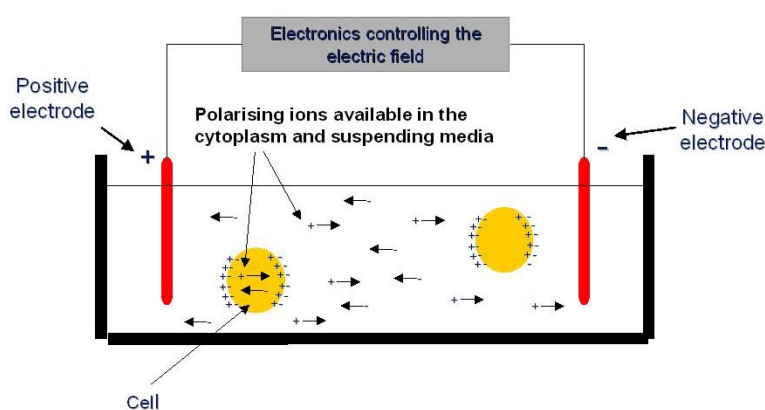 Electronics controlling the
electric field
Positive
electrode
Polarising ions available in the
cytoplasm and suspending media
Negative
electrode
+
-
Cell